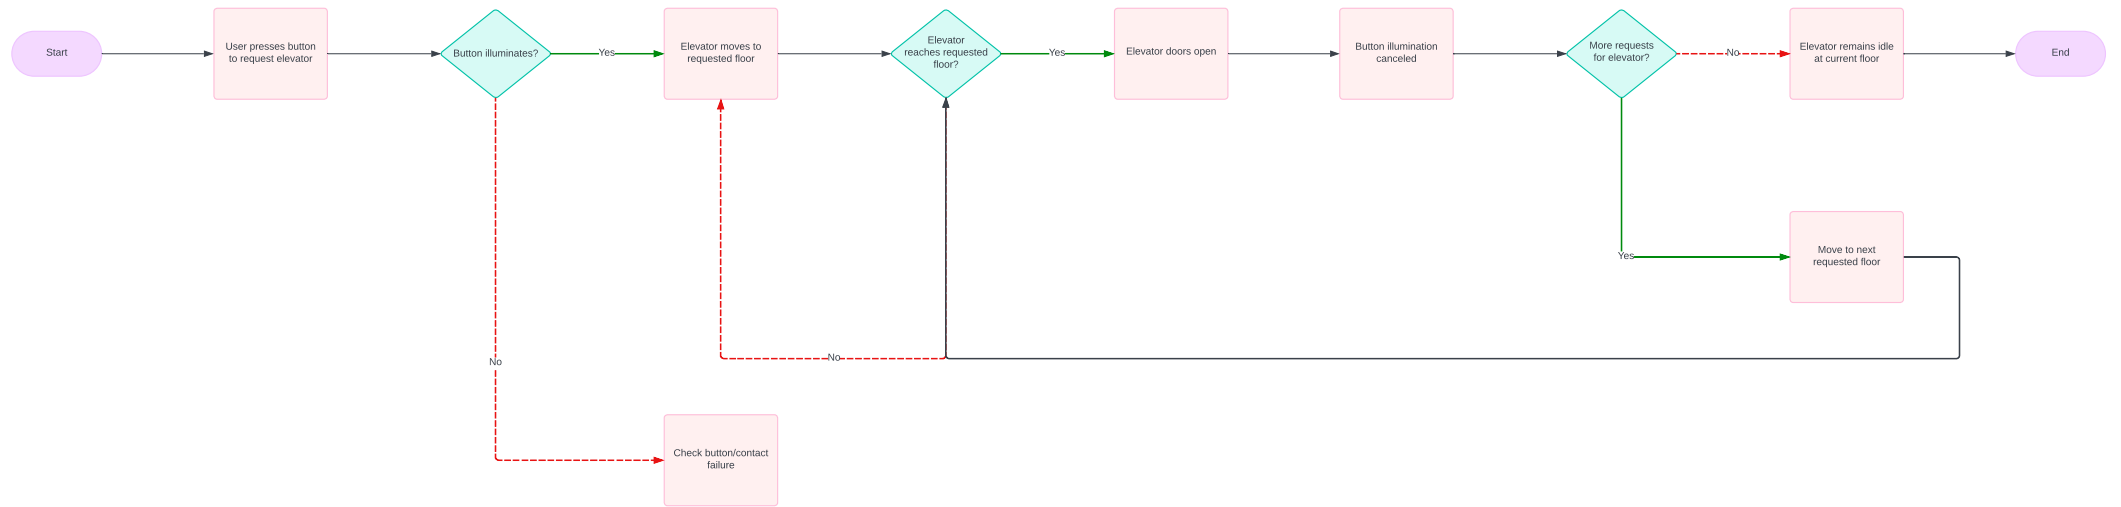 Start
User presses button
to request elevator
Button illuminates?
Yes
Elevator moves to
requested floor
Elevator
reaches requested
floor?
Yes
Elevator doors open
Button illumination
canceled
More requests
for elevator?
No
Elevator remains idle
at current floor
End
Yes
Move to next
requested floor
No
No
Check button/contact
failure